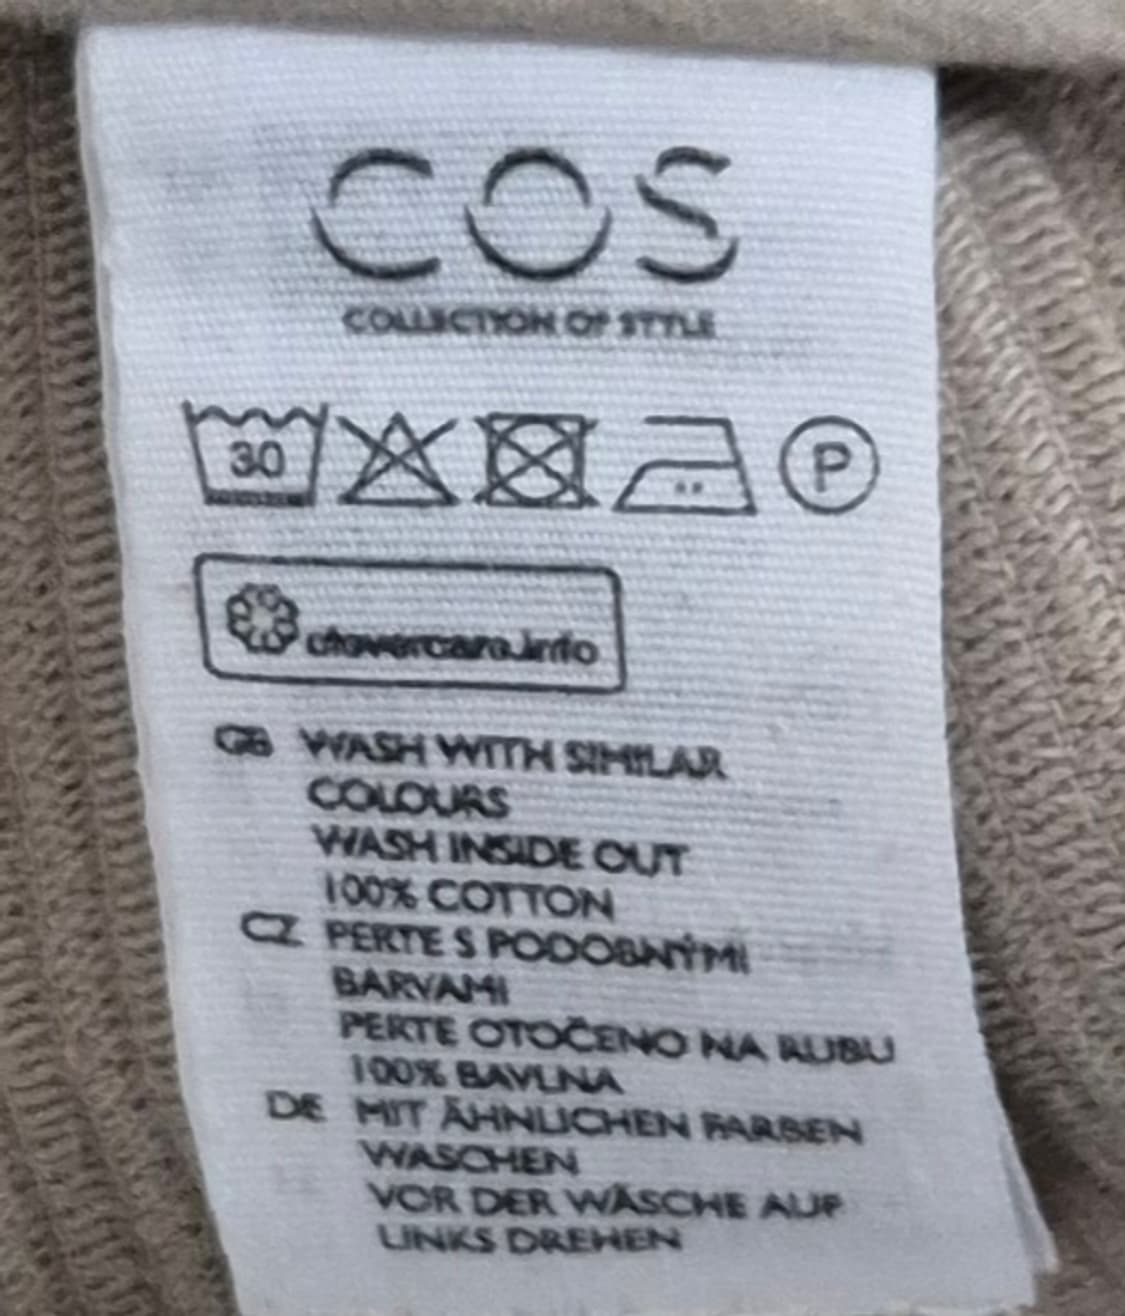 COS
COLLECTION OF STYLE
30
P
clevercare.info
GB WASH WITH SIMILAR
COLOURS
WASH INSIDE OUT
100% COTTON
CZ PERTE S PODOBNÝMI
BARVAMI
PERTE OTOČENO NA RUBU
100% BAVLNA
DE MIT ÄHNLICHEN FARBEN
WASCHEN
VOR DER WÄSCHE AUF
LINKS DREHEN